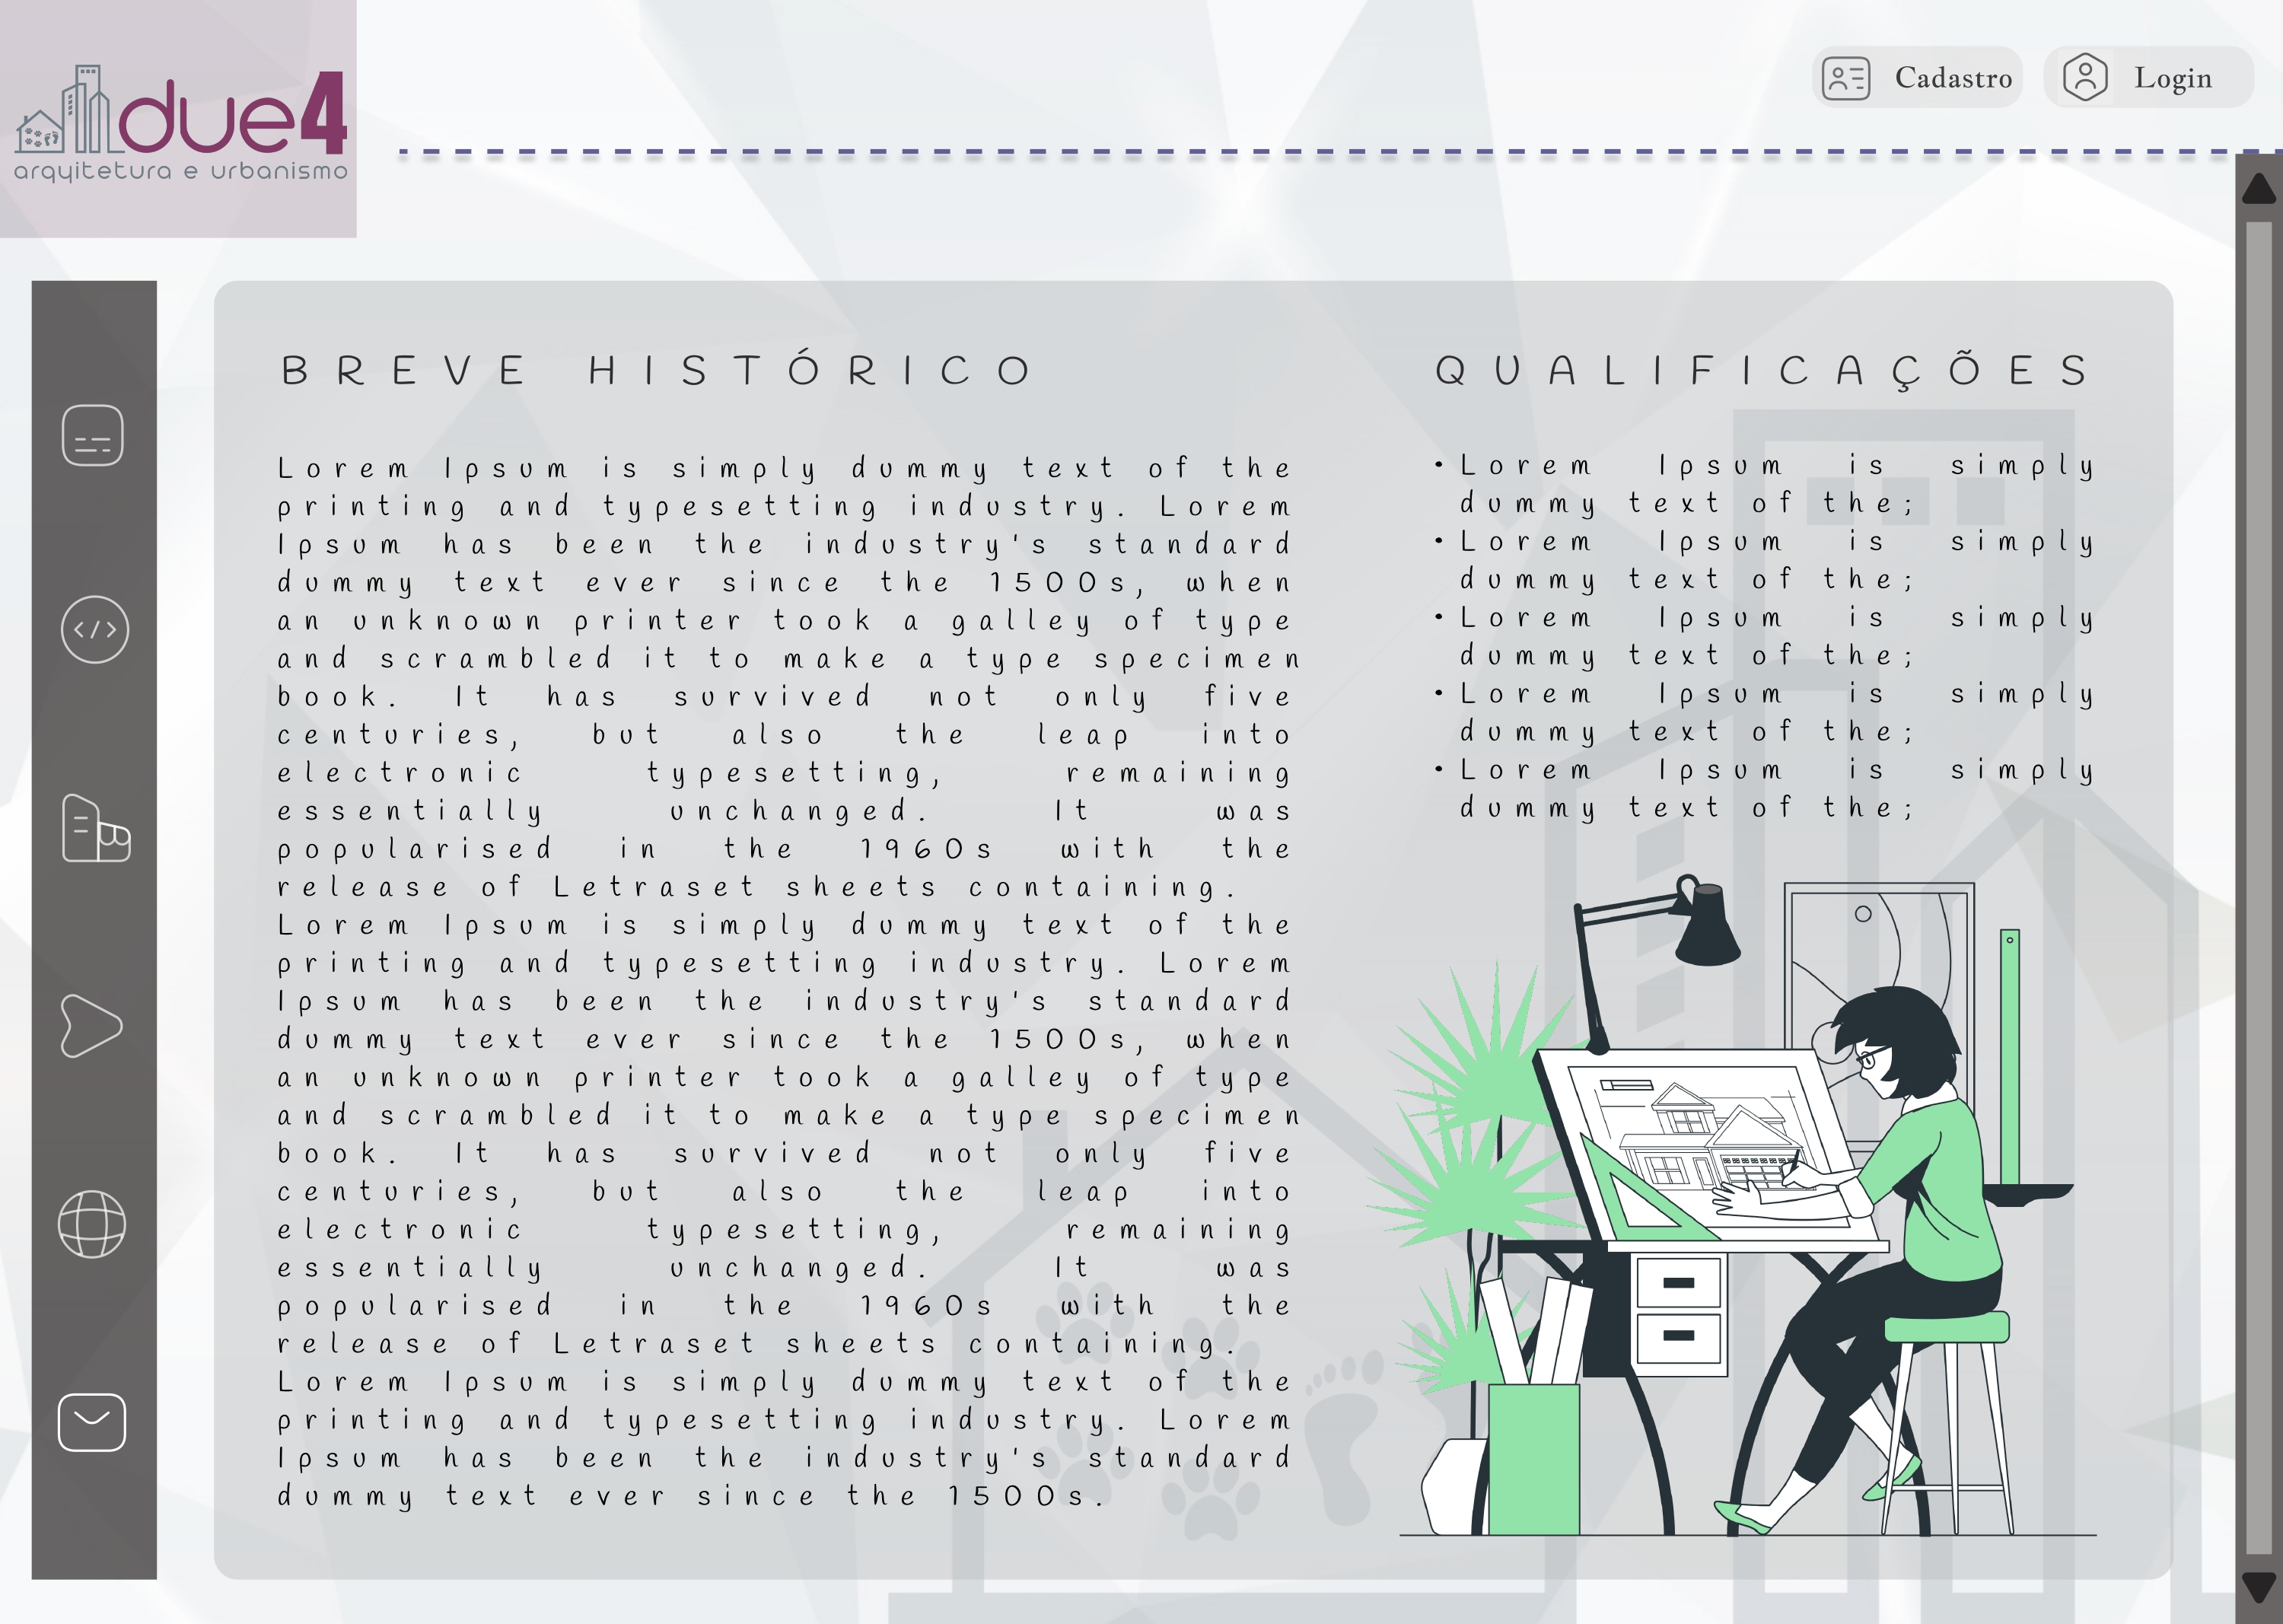 due4
arquitetura e urbanismo
Cadastro
Login
BREVE HISTÓRICO
Lorem Ipsum is simply dummy text of the
printing and typesetting industry. Lorem
Ipsum has been the industry's standard
dummy text ever since the 1500s, when
an unknown printer took a galley of type
and scrambled it to make a type specimen
book. It has survived not only five
centuries, but also the leap into
electronic typesetting, remaining
essentially unchanged. It was
popularised in the 1960s with the
release of Letraset sheets containing.
Lorem Ipsum is simply dummy text of the
printing and typesetting industry. Lorem
Ipsum has been the industry's standard
dummy text ever since the 1500s, when
an unknown printer took a galley of type
and scrambled it to make a type specimen
book. It has survived not only five
centuries, but also the leap into
electronic typesetting, remaining
essentially unchanged. It was
popularised in the 1960s with the
release of Letraset sheets containing.
Lorem Ipsum is simply dummy text of the
printing and typesetting industry. Lorem
Ipsum has been the industry's standard
dummy text ever since the 1500s.
QUALIFICAÇÕES
• Lorem Ipsum is simply
dummy text of the;
• Lorem Ipsum is simply
dummy text of the;
• Lorem Ipsum is simply
dummy text of the;
• Lorem Ipsum is simply
dummy text of the;
• Lorem Ipsum is simply
dummy text of the;